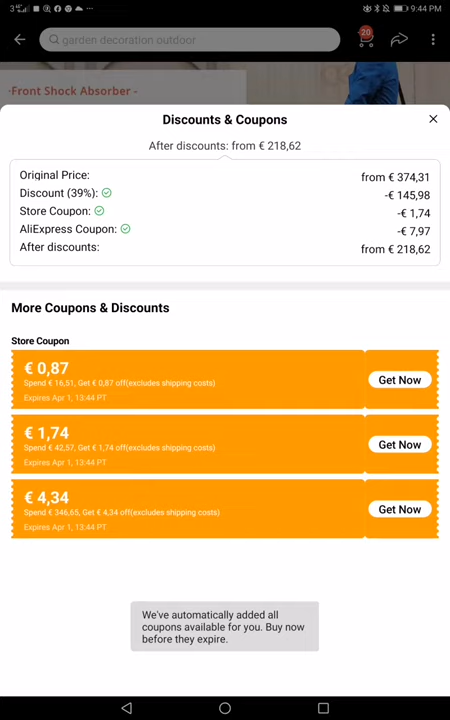 9:44 PM
garden decoration outdoor
20
·Front Shock Absorber -
Discounts & Coupons
After discounts: from € 218,62
Original Price: from € 374,31
Discount (39%): -€ 145,98
Store Coupon: -€ 1,74
AliExpress Coupon: -€ 7,97
After discounts: from € 218,62
More Coupons & Discounts
Store Coupon
€ 0,87
Spend € 16,51, Get € 0,87 off(excludes shipping costs)
Expires Apr 1, 13:44 PT
Get Now
€ 1,74
Spend € 42,57, Get € 1,74 off(excludes shipping costs)
Expires Apr 1, 13:44 PT
Get Now
€ 4,34
Spend € 346,65, Get € 4,34 off(excludes shipping costs)
Expires Apr 1, 13:44 PT
Get Now
We've automatically added all
coupons available for you. Buy now
before they expire.